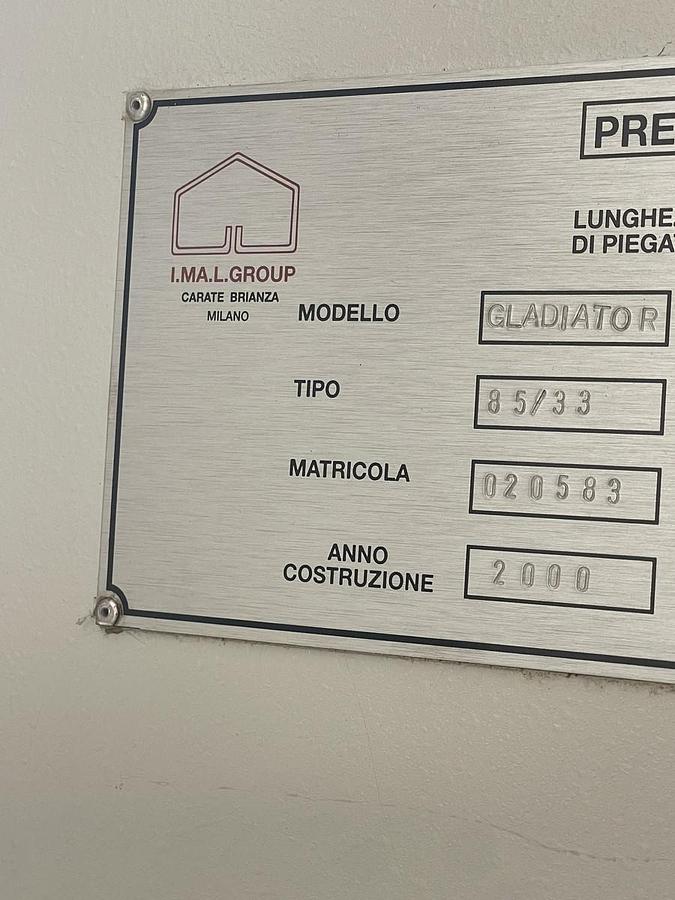 PRE
LUNGHE
DI PIEGA
I.MA.L.GROUP
CARATE BRIANZA
MILANO
MODELLO GLADIATOR
TIPO 85/33
MATRICOLA 020583
ANNO
COSTRUZIONE 2000